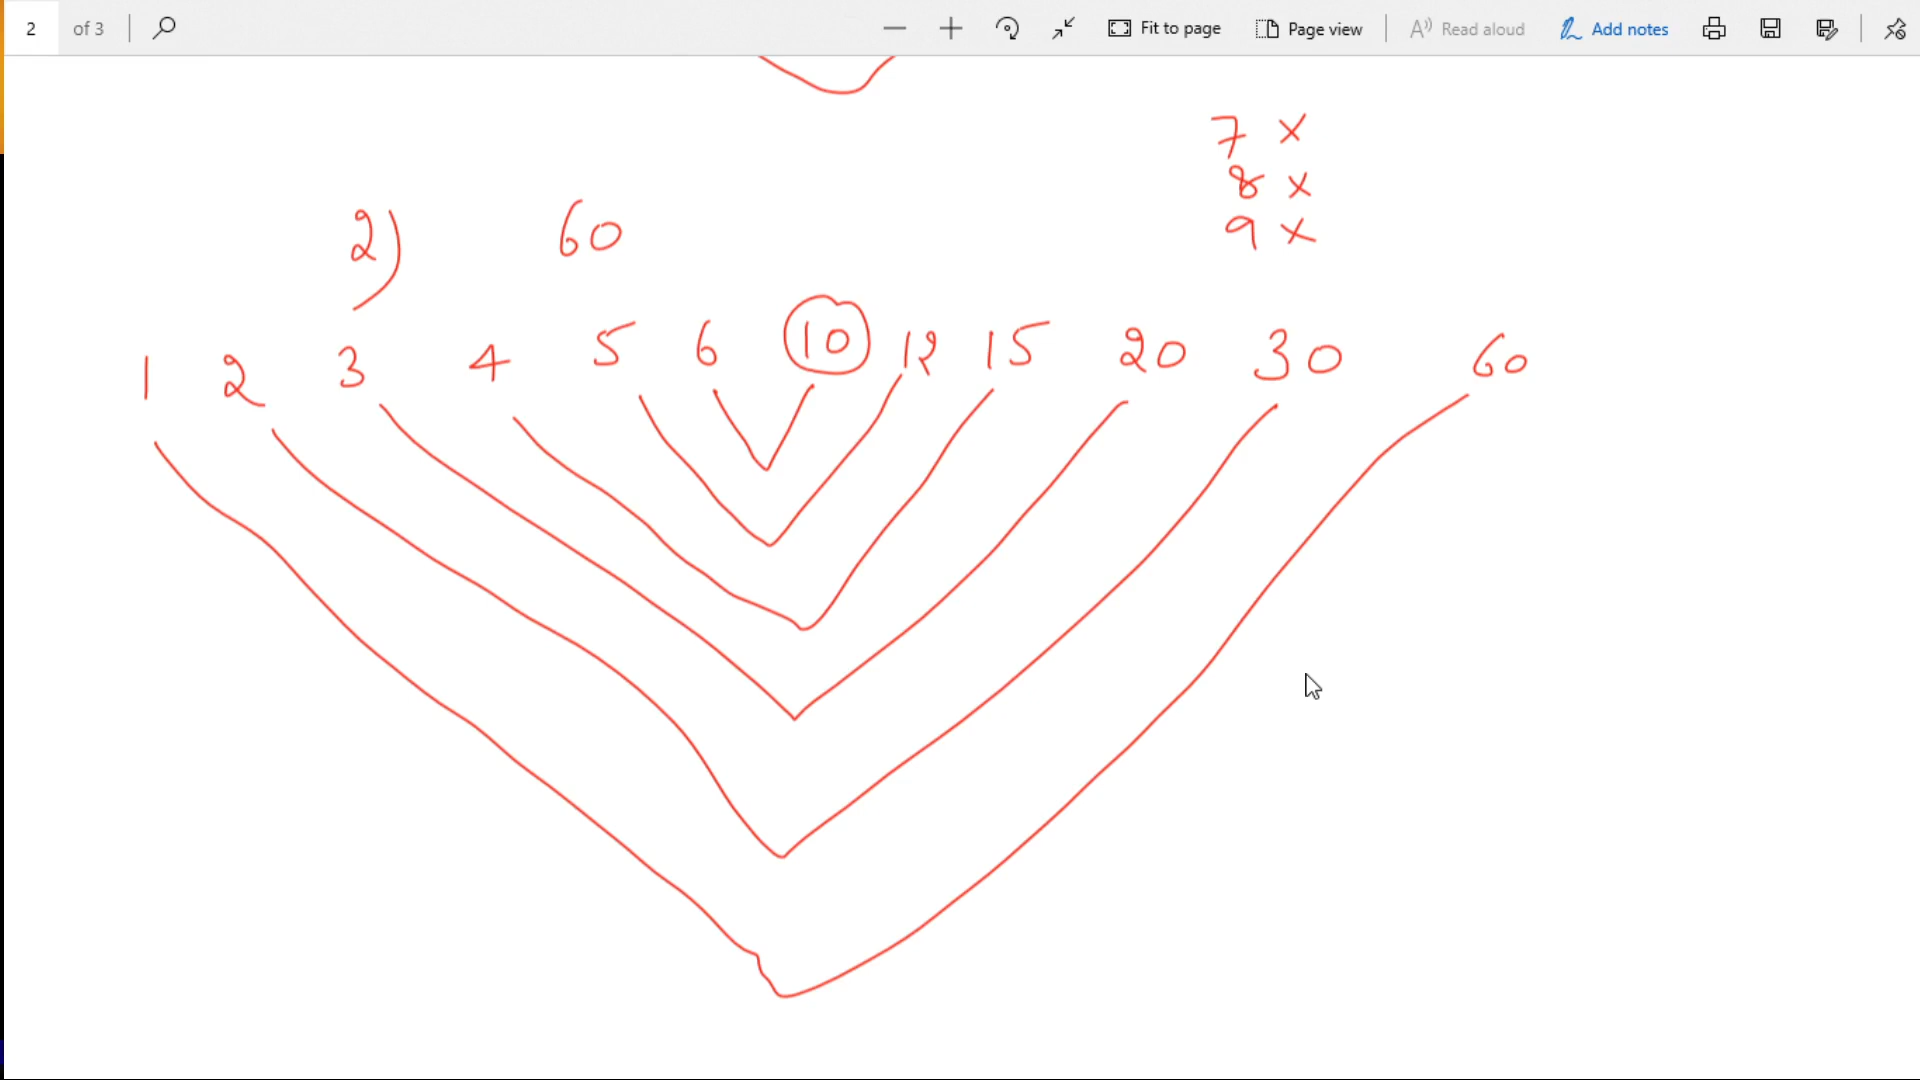 2 of 3 Fit to page Page view Read aloud Add notes
7 ×
8 ×
9 ×
2) 60
1 2 3 4 5 6 10 12 15 20 30 60